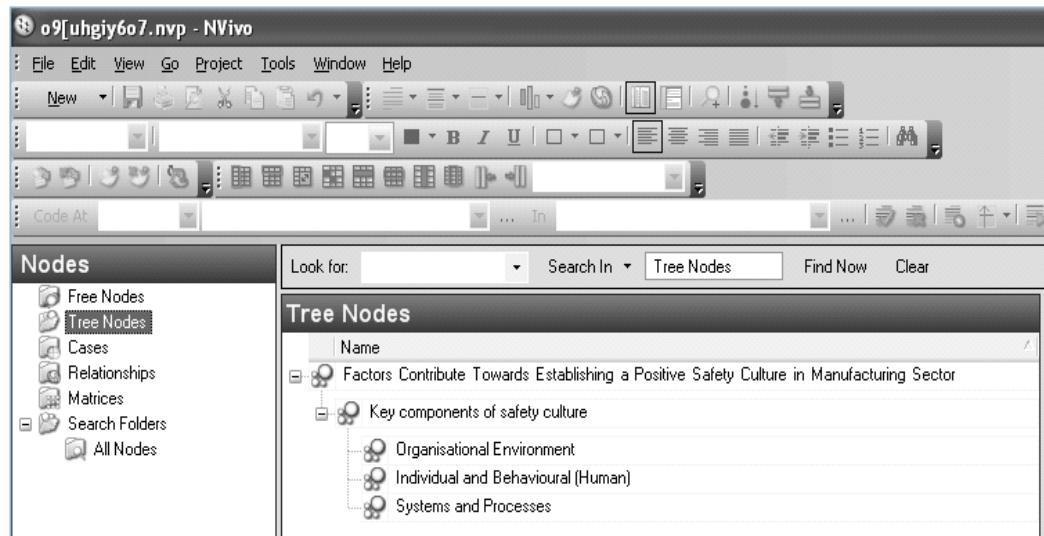 o9[uhgiy6o7.nvp - NVivo
File Edit View Go Project Tools Window Help
New
B I U
Code At ... In ...
Nodes
Look for: Search In Tree Nodes Find Now Clear
Free Nodes
Tree Nodes
Cases
Relationships
Matrices
Search Folders
All Nodes
Tree Nodes
Name
Factors Contribute Towards Establishing a Positive Safety Culture in Manufacturing Sector
Key components of safety culture
Organisational Environment
Individual and Behavioural (Human)
Systems and Processes